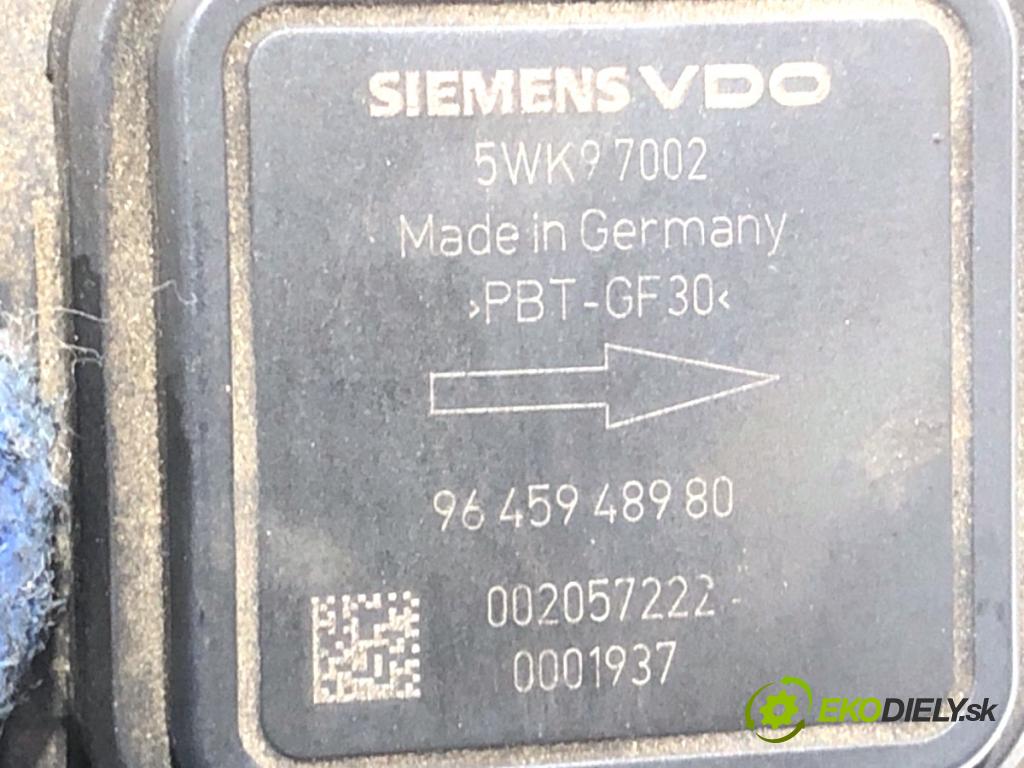 SIEMENS VDO
5WK9 7002
Made in Germany
>PBT-GF30<
96 459 489 80
002057222-
0001937
EKODIELY.sk